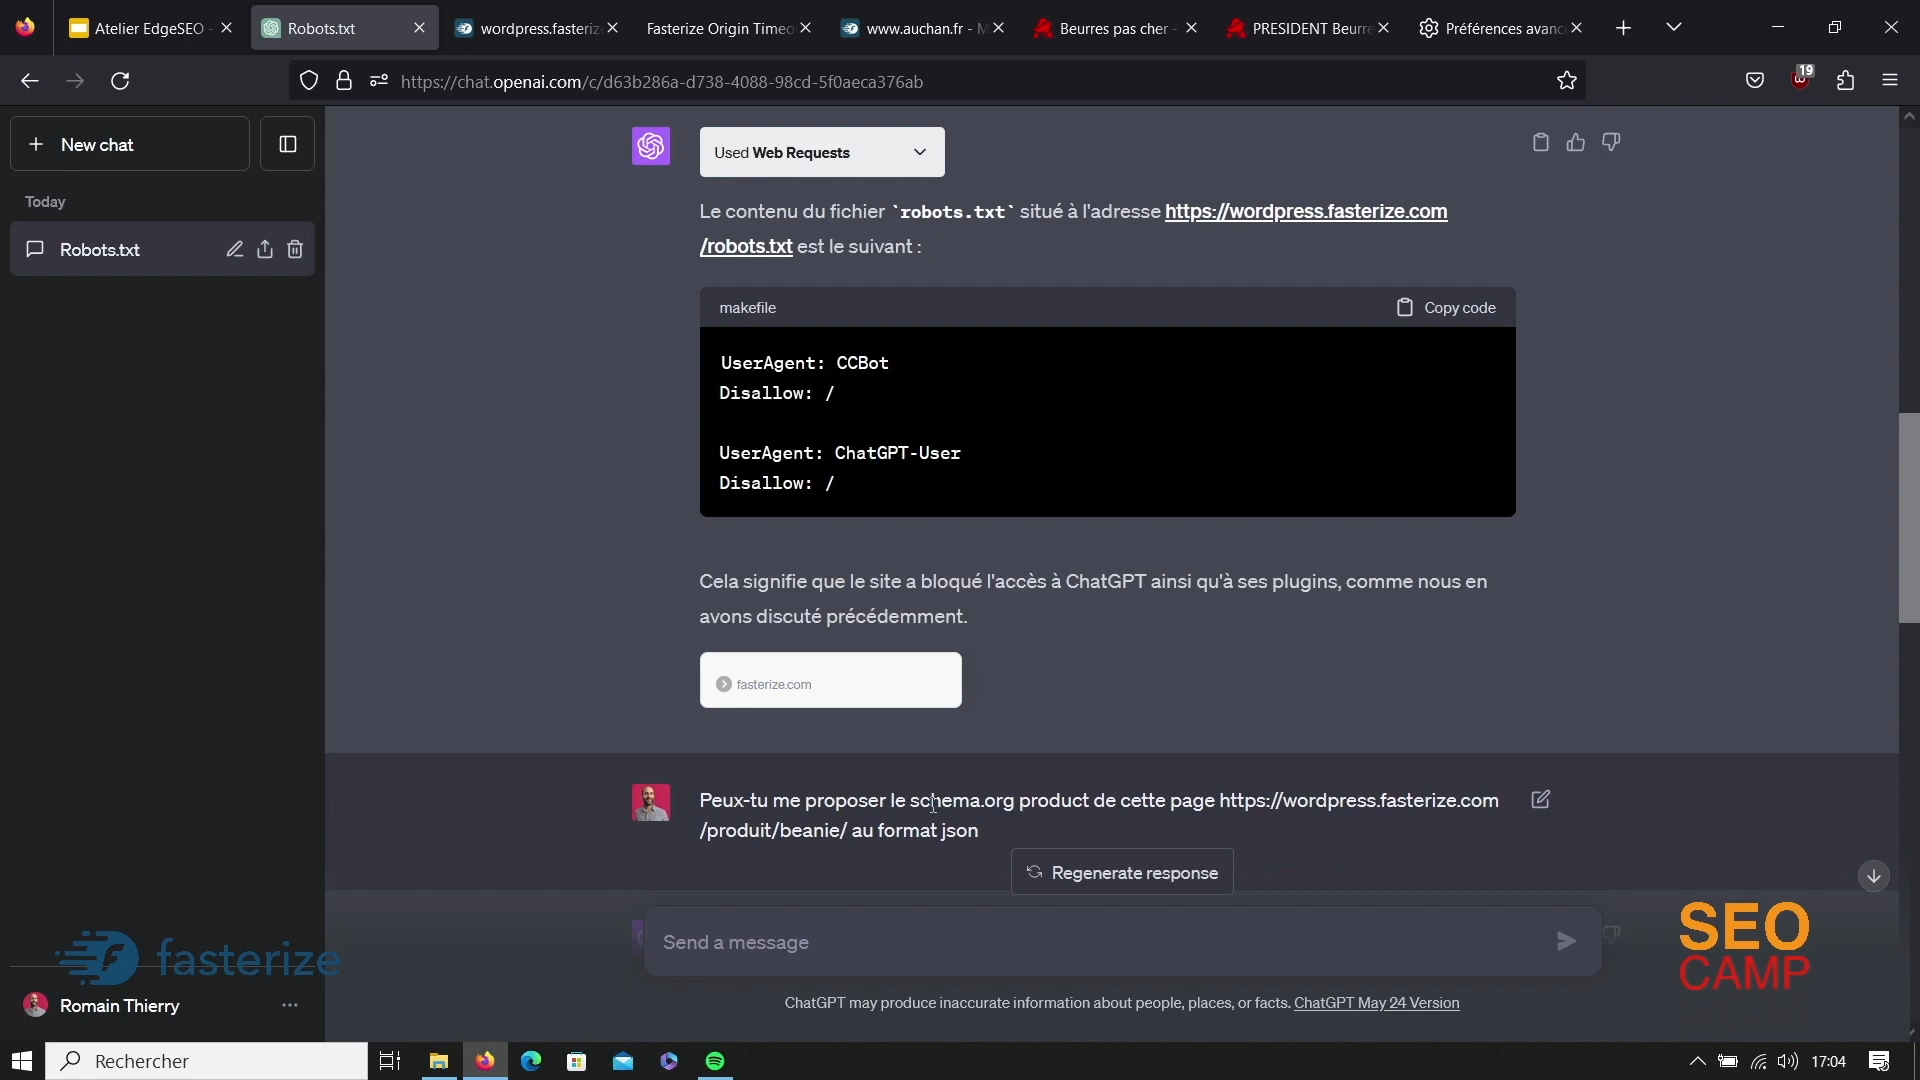 Atelier EdgeSEO -
Robots.txt
wordpress.fasteriz
Fasterize Origin Timeo
www.auchan.fr - M
Beurres pas cher -
PRESIDENT Beurre
Préférences avanc
https://chat.openai.com/c/d63b286a-d738-4088-98cd-5f0aeca376ab
19
New chat
Today
Robots.txt
Used Web Requests
Le contenu du fichier `robots.txt` situé à l'adresse https://wordpress.fasterize.com
/robots.txt est le suivant :
makefile
Copy code
UserAgent: CCBot
Disallow: /
UserAgent: ChatGPT-User
Disallow: /
Cela signifie que le site a bloqué l'accès à ChatGPT ainsi qu'à ses plugins, comme nous en
avons discuté précédemment.
fasterize.com
Peux-tu me proposer le schema.org product de cette page https://wordpress.fasterize.com
/produit/beanie/ au format json
Regenerate response
Send a message
ChatGPT may produce inaccurate information about people, places, or facts. ChatGPT May 24 Version
fasterize
Romain Thierry
SEO
CAMP
Rechercher
17:04